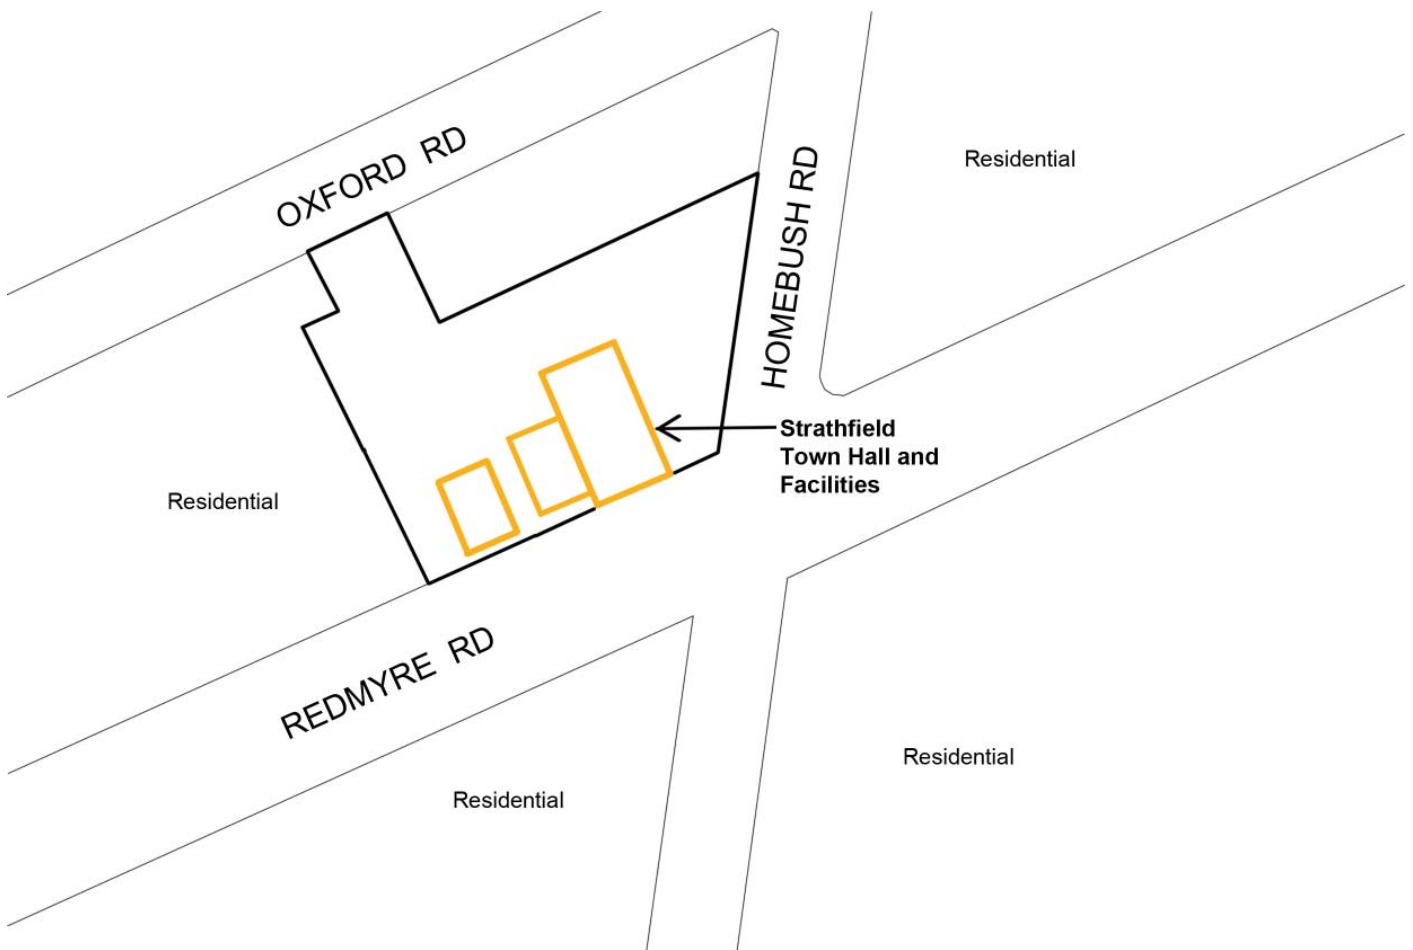 OXFORD RD
Residential
HOMEBUSH RD
Strathfield
Town Hall and
Facilities
Residential
REDMYRE RD
Residential
Residential